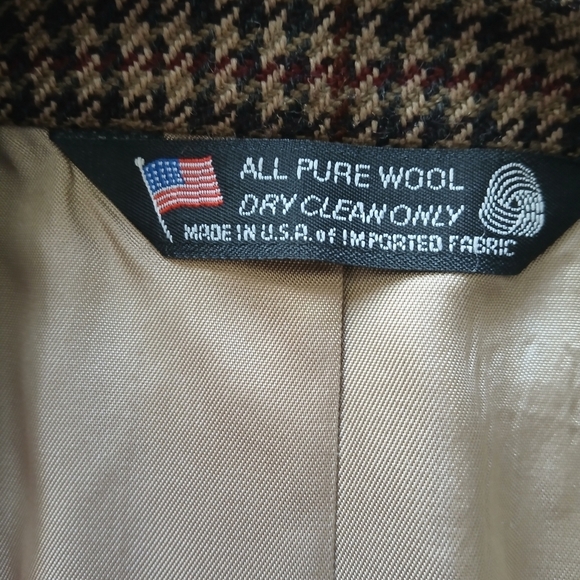 ALL PURE WOOL
DRY CLEAN ONLY
MADE IN U.S.A. of IMPORTED FABRIC